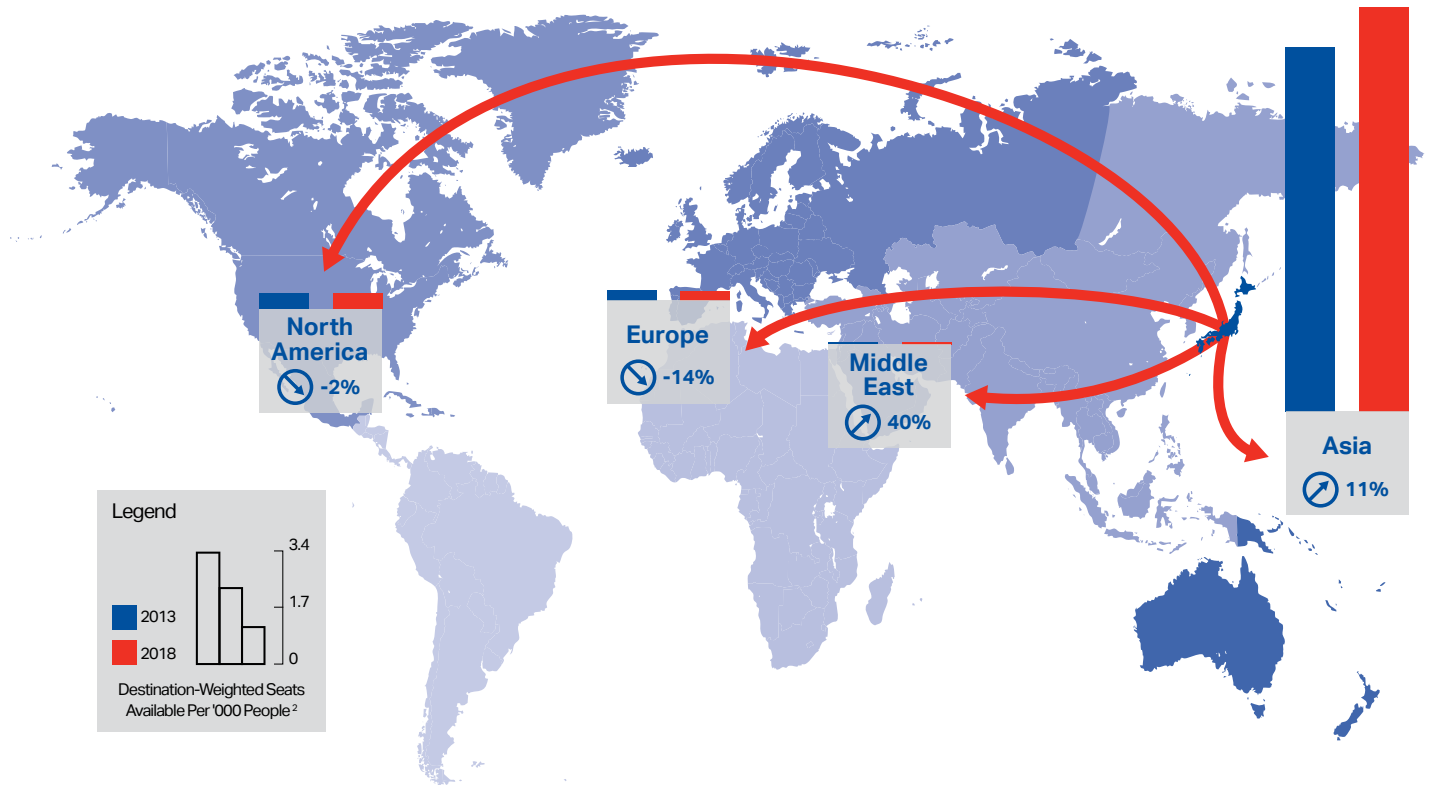 North
America
-2%
Europe
-14%
Middle
East
40%
Asia
11%
Legend
3.4
1.7
0
2013
2018
Destination-Weighted Seats
Available Per '000 People ²